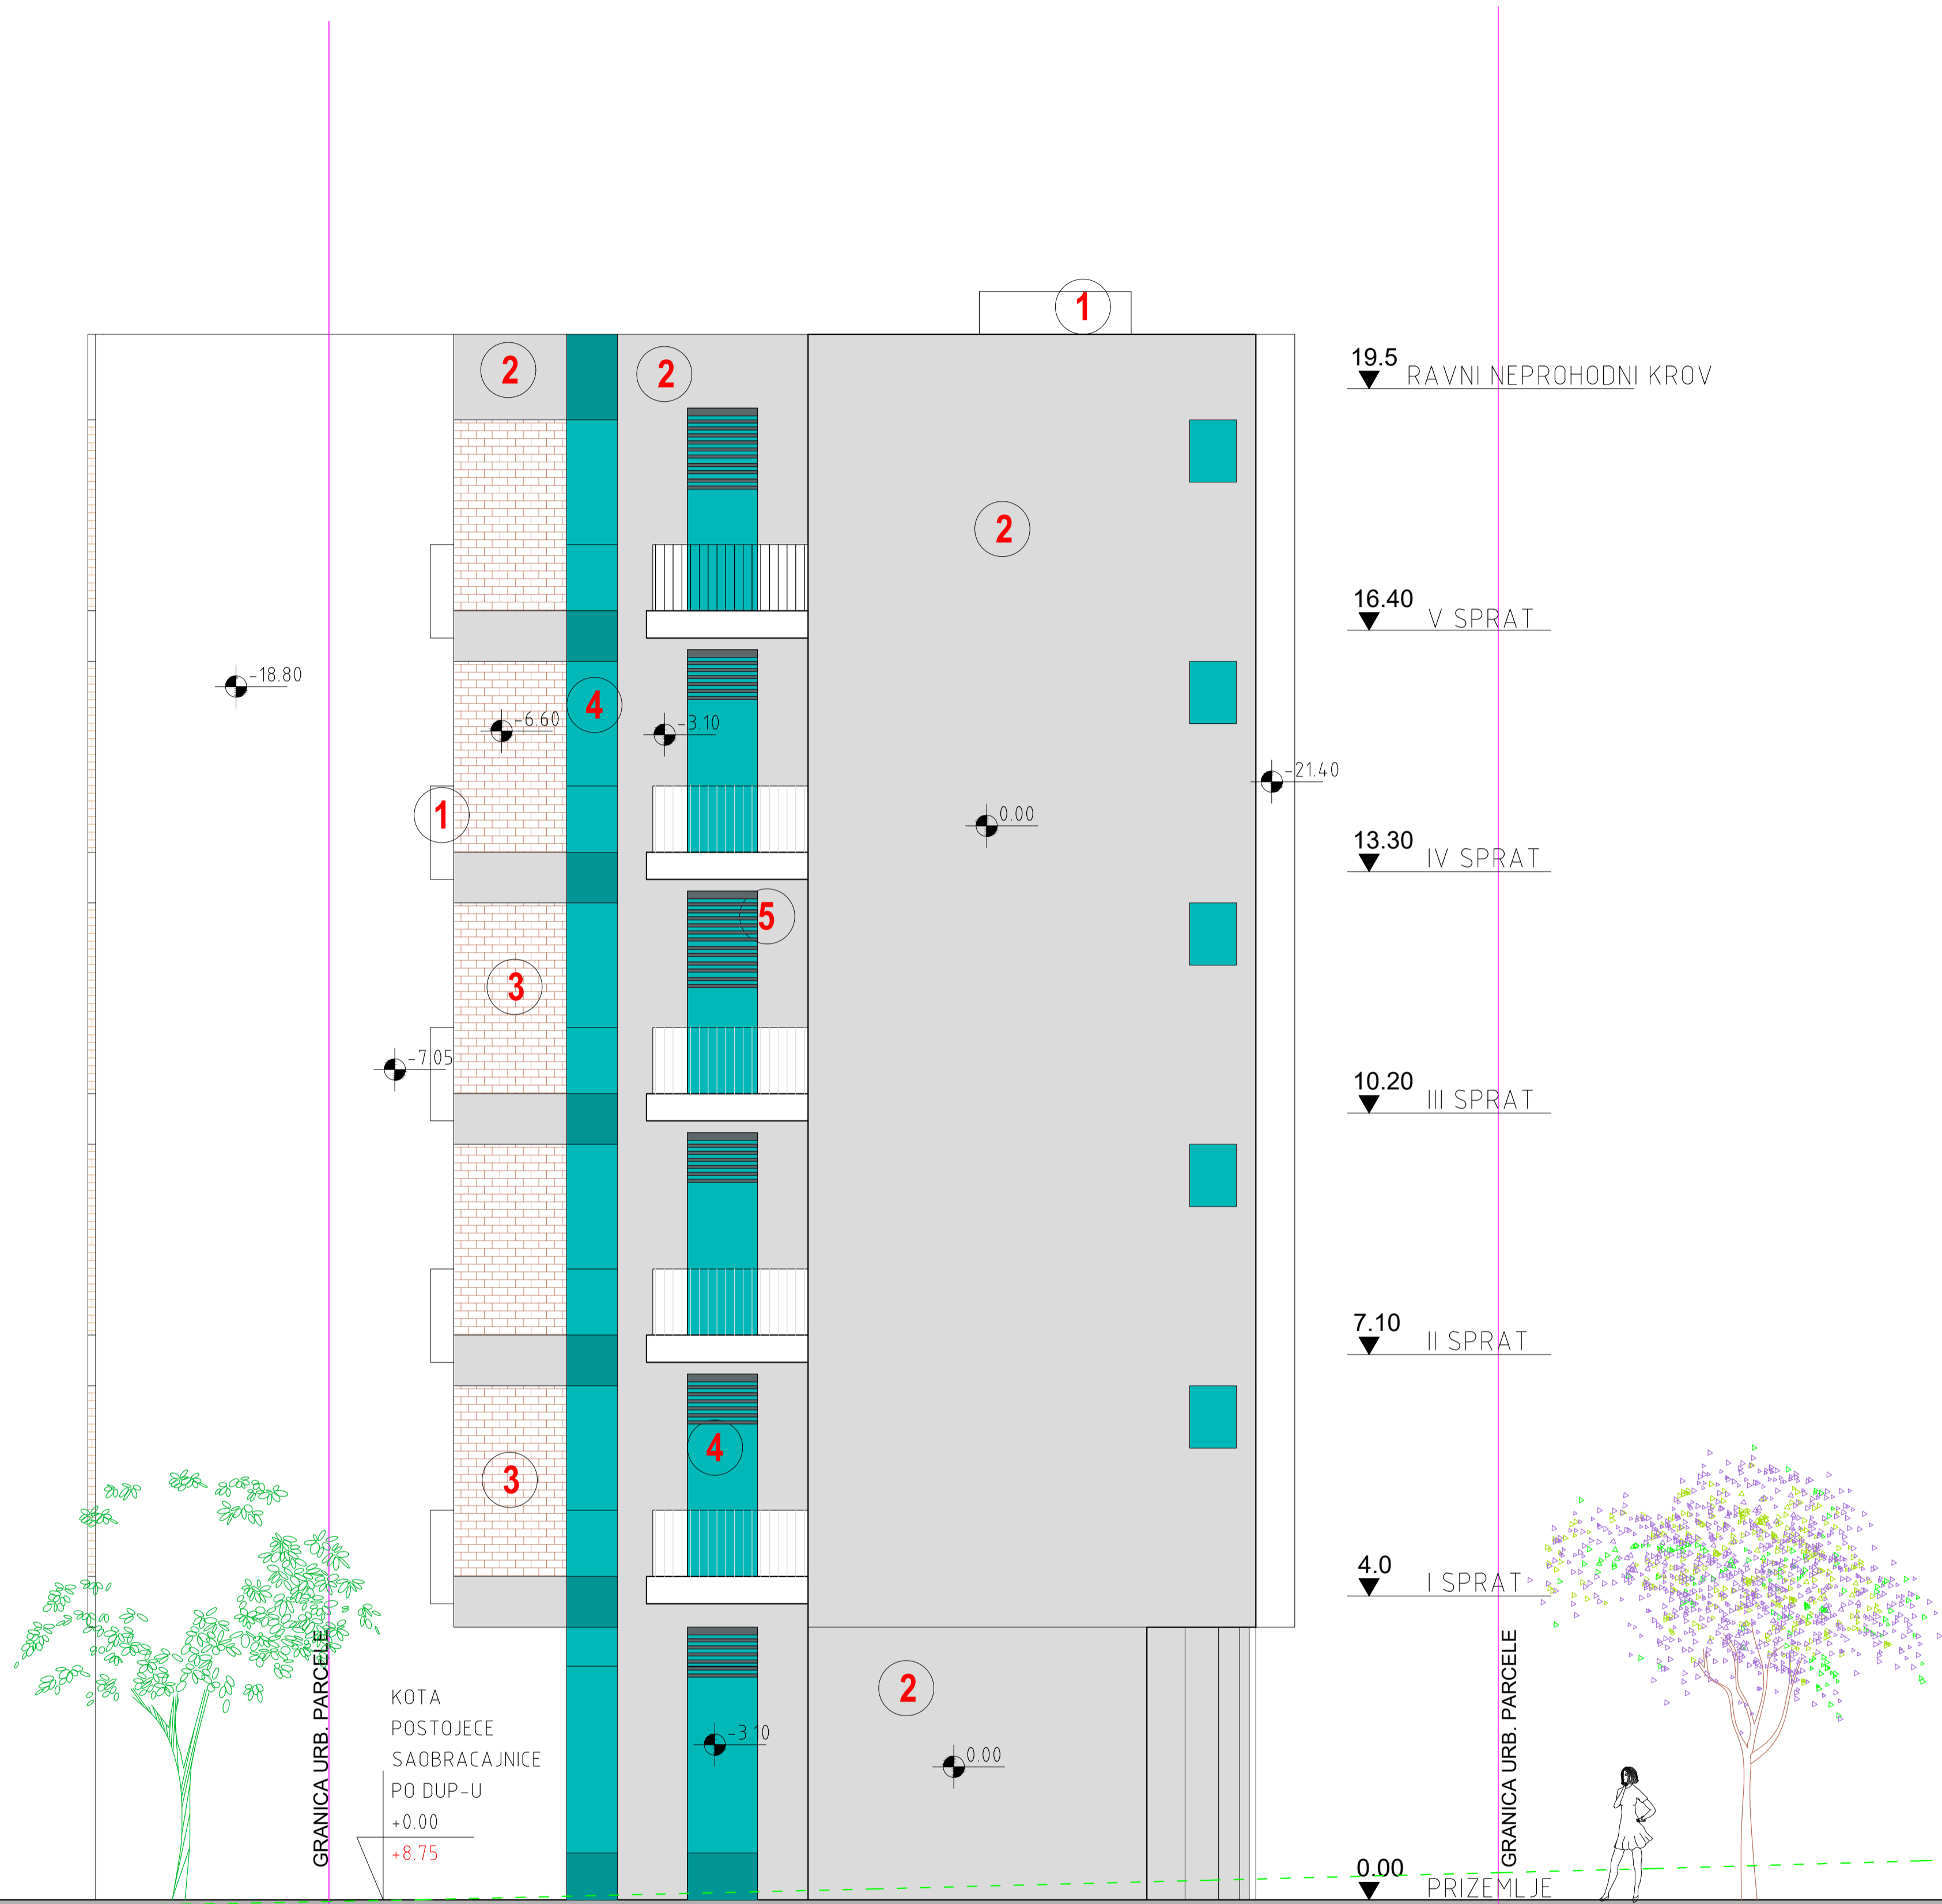 1
19.5
RAVNI NEPROHODNI KROV
2
2
2
16.40
V SPRAT
-18.80
4
-6.60
-3.10
-21.40
1
0.00
13.30
IV SPRAT
5
3
-7.05
10.20
III SPRAT
7.10
II SPRAT
4
3
4.0
I SPRAT
GRANICA URB. PARCELE
GRANICA URB. PARCELE
2
KOTA
POSTOJECE
SAOBRACAJNICE
PO DUP-U
+0.00
+8.75
-3.10
0.00
0.00
PRIZEMLJE